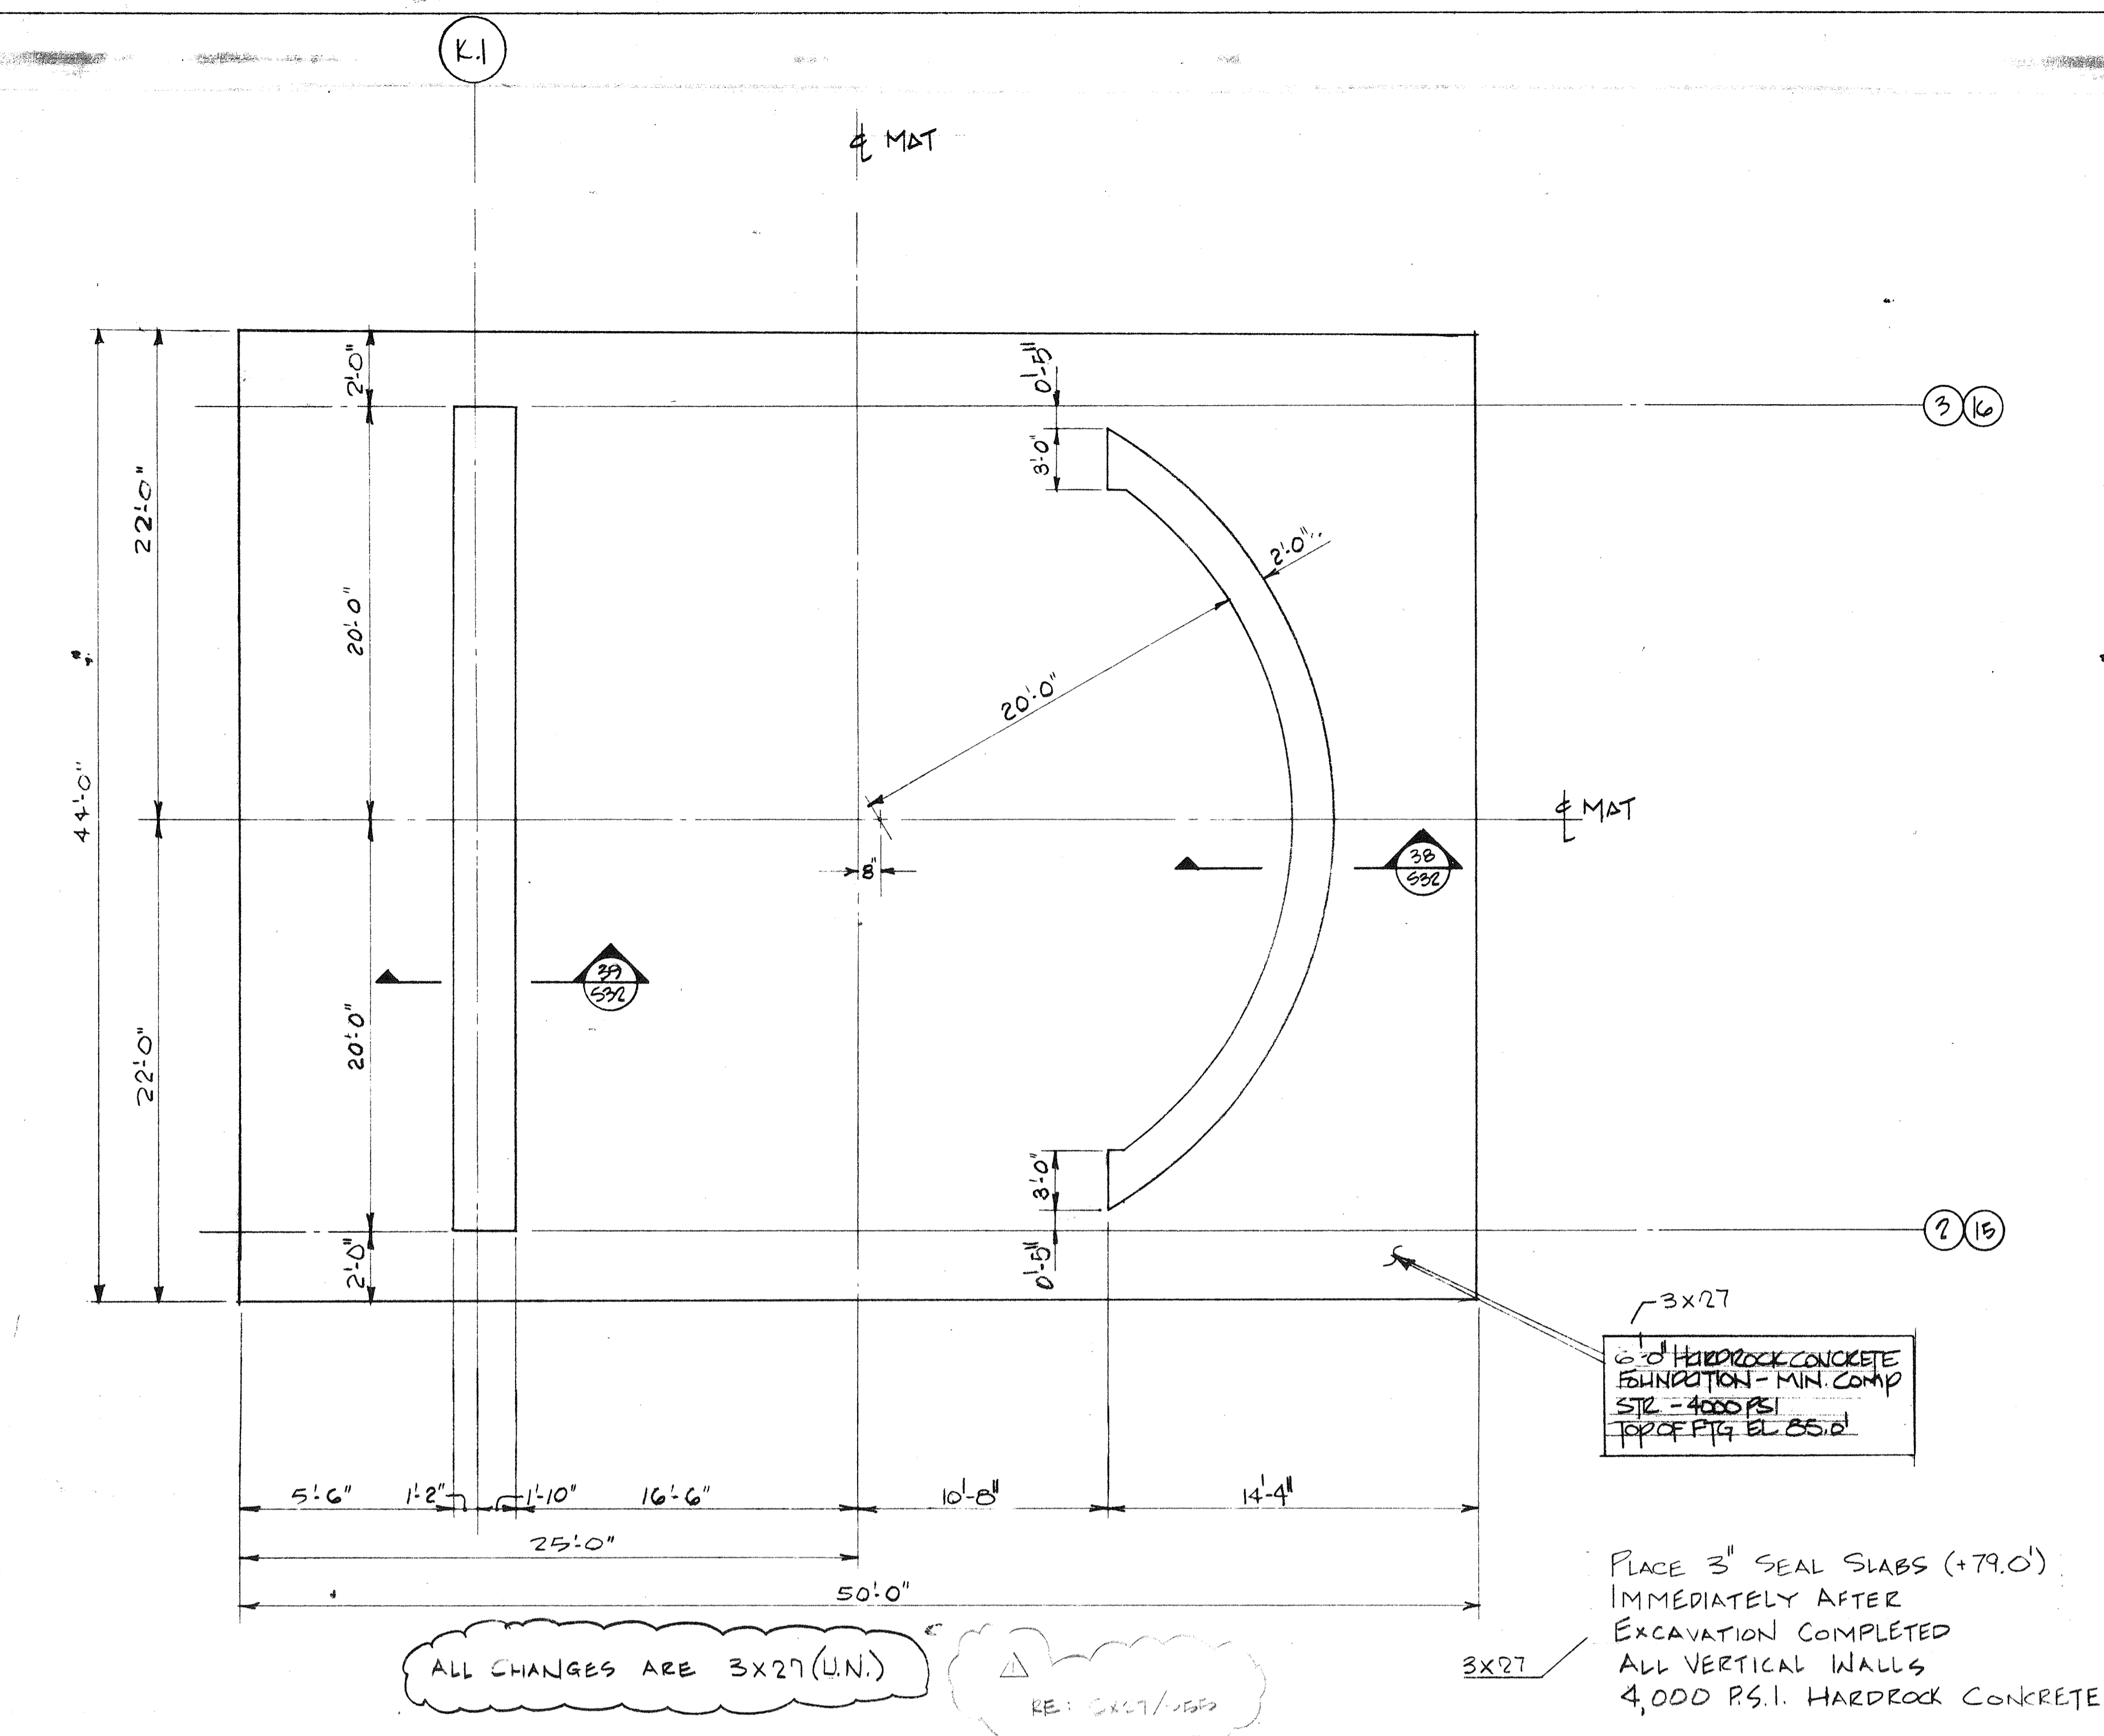 K.1
℄ MAT
2'-0"
0'-5"
3 16
22'-0"
3'-0"
2'-0"
20'-0"
20'-0"
44'-0"
℄ MAT
8"
38
S32
39
S32
20'-0"
22'-0"
3'-0"
2 15
2'-0"
0'-5"
3x27
6'-0" HARDROCK CONCRETE
FOUNDATION - MIN. COMP
STR - 4000 PSI
TOP OF FTG EL 85.0'
5'-6" 1'-2" 1'-10" 16'-6" 10'-8" 14'-4"
25'-0"
50'-0"
PLACE 3" SEAL SLABS (+79.0')
IMMEDIATELY AFTER
EXCAVATION COMPLETED
ALL VERTICAL WALLS
4,000 P.S.I. HARDROCK CONCRETE
3x27
ALL CHANGES ARE 3x27 (U.N.)
1
RE: